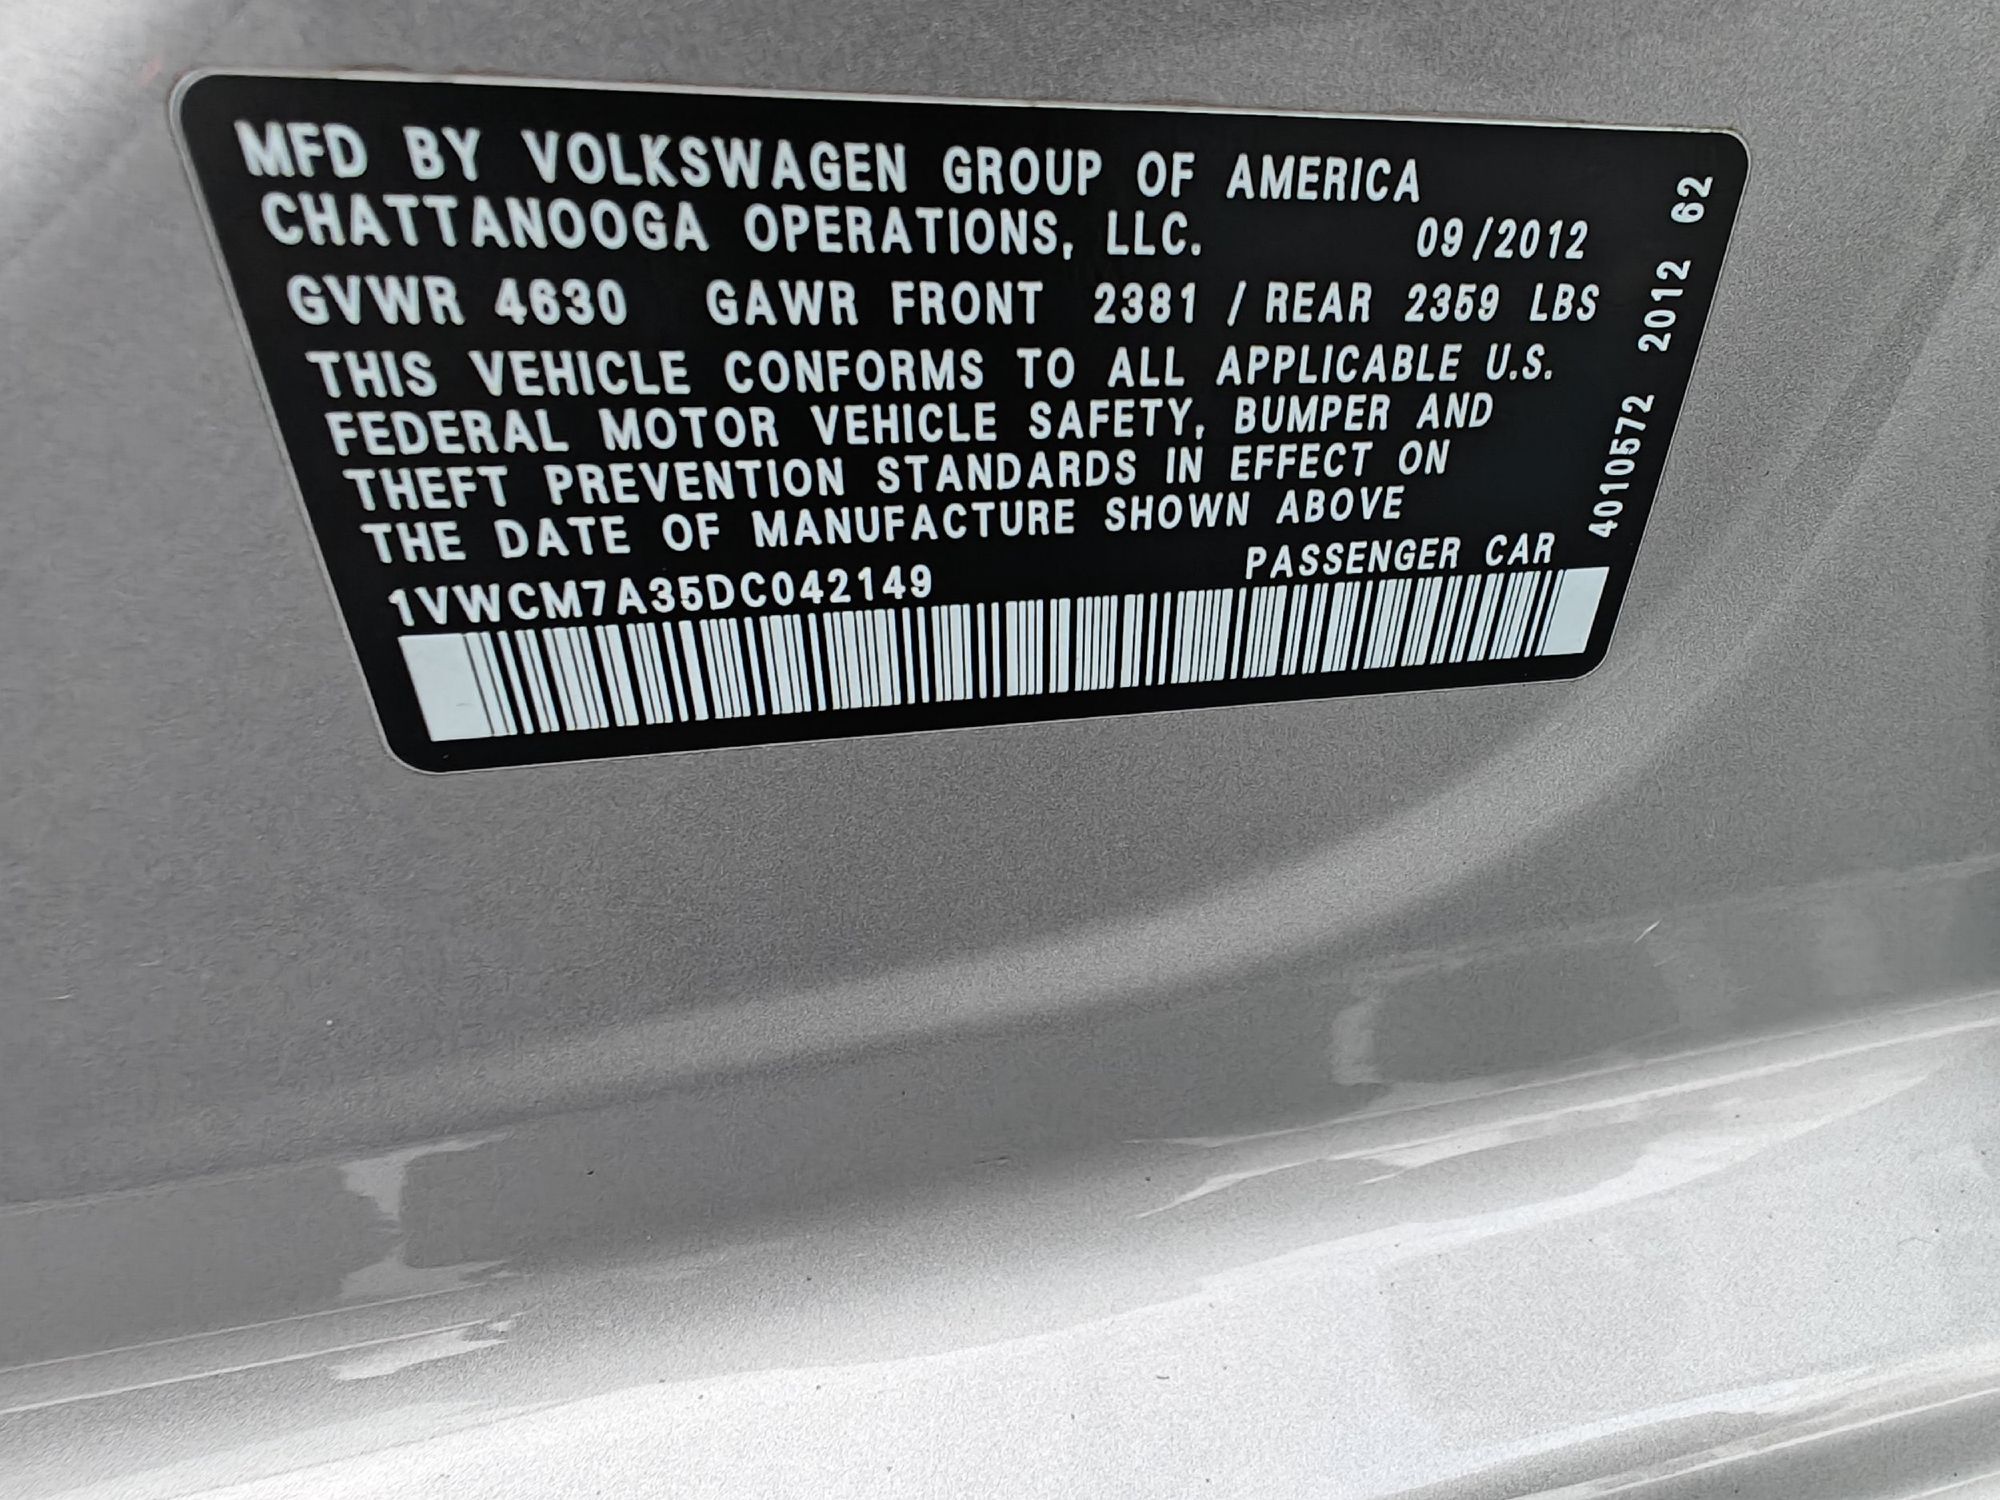 MFD BY VOLKSWAGEN GROUP OF AMERICA
CHATTANOOGA OPERATIONS, LLC. 09/2012
GVWR 4630 GAWR FRONT 2381 / REAR 2359 LBS
THIS VEHICLE CONFORMS TO ALL APPLICABLE U.S.
FEDERAL MOTOR VEHICLE SAFETY, BUMPER AND
THEFT PREVENTION STANDARDS IN EFFECT ON
THE DATE OF MANUFACTURE SHOWN ABOVE
1VWCM7A35DC042149 PASSENGER CAR
4010572 2012 62